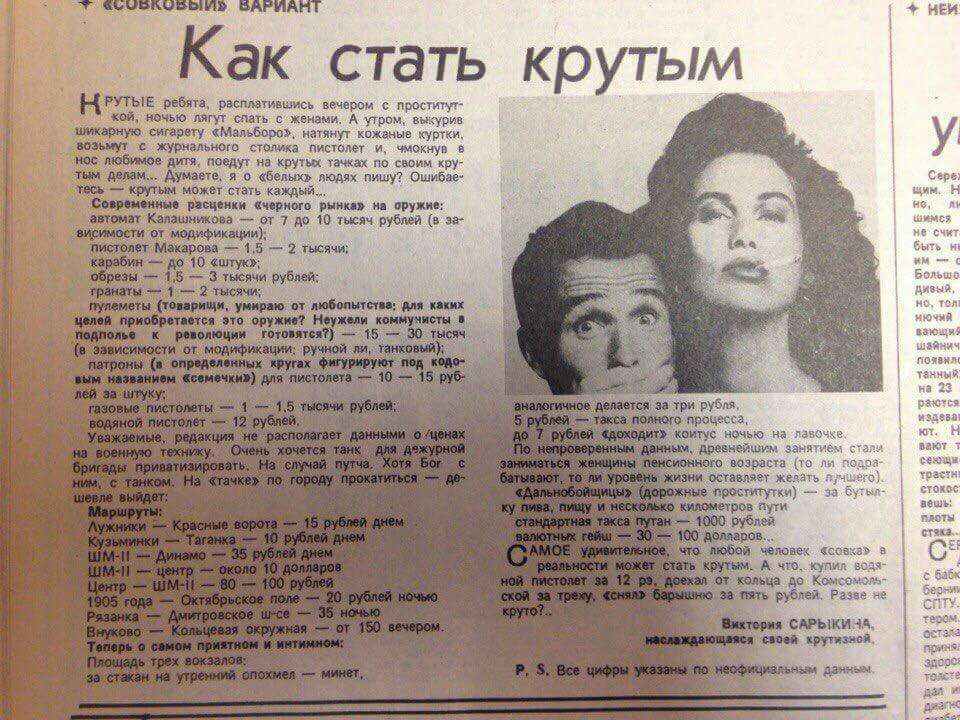 ✦ «СОВКОВЫЙ» ВАРИАНТ
Как стать крутым
КРУТЫЕ ребята, расплатившись вечером с проститут-
кой, ночью лягут спать с женами. А утром, выкурив
шикарную сигарету «Мальборо», натянут кожаные куртки,
возьмут с журнального столика пистолет и, чмокнув в
нос любимое дитя, поедут на крутых тачках по своим кру-
тым делам... Думаете, я о «белых» людях пишу? Ошибае-
тесь — крутым может стать каждый...
Современные расценки «черного рынка» на оружие:
автомат Калашникова — от 7 до 10 тысяч рублей (в за-
висимости от модификации);
пистолет Макарова — 1,5 — 2 тысячи;
карабин — до 10 «штук»;
обрезы — 1,5 — 3 тысячи рублей;
гранаты — 1 — 2 тысячи;
пулеметы (товарищи, умираю от любопытства: для каких
целей приобретается это оружие? Неужели коммунисты в
подполье к революции готовятся?) — 15 — 30 тысяч
(в зависимости от модификации: ручной ли, танковый);
патроны (в определенных кругах фигурируют под кодо-
вым названием «семечки») для пистолета — 10 — 15 руб-
лей за штуку;
газовые пистолеты — 1 — 1,5 тысячи рублей;
водяной пистолет — 12 рублей.
Уважаемые, редакция не располагает данными о ценах
на военную технику. Очень хочется танк для дежурной
бригады приватизировать. На случай путча. Хотя Бог с
ним, с танком. На «тачке» по городу прокатиться — де-
шевле выйдет:
Маршруты:
Лужники — Красные ворота — 15 рублей днем
Кузьминки — Таганка — 10 рублей днем
ШМ-II — Динамо — 35 рублей днем
ШМ-II — центр — около 10 долларов
Центр — ШМ-II — 80 — 100 рублей
1905 года — Октябрьское поле — 20 рублей ночью
Рязанка — Дмитровское ш-се — 35 ночью
Внуково — Кольцевая окружная — от 150 вечером.
Теперь о самом приятном и интимном:
Площадь трех вокзалов:
за стакан на утренний опохмел — минет,
аналогичное делается за три рубля,
5 рублей — такса полного процесса,
до 7 рублей «доходит» коитус ночью на лавочке.
По непроверенным данным, древнейшим занятием стали
заниматься женщины пенсионного возраста (то ли подра-
батывают, то ли уровень жизни оставляет желать лучшего).
«Дальнобойщицы» (дорожные проститутки) — за бутыл-
ку пива, пищу и несколько километров пути
стандартная такса путан — 1000 рублей
валютных гейш — 30 — 100 долларов...
САМОЕ удивительное, что любой человек «совка» в
реальности может стать крутым. А что, купил водя-
ной пистолет за 12 рэ, доехал от кольца до Комсомоль-
ской за треху, «снял» барышню за пять рублей. Разве не
круто?..
Виктория САРЫКИНА,
наслаждающаяся своей крутизной.
P. S. Все цифры указаны по неофициальным данным.
✦ НЕИ